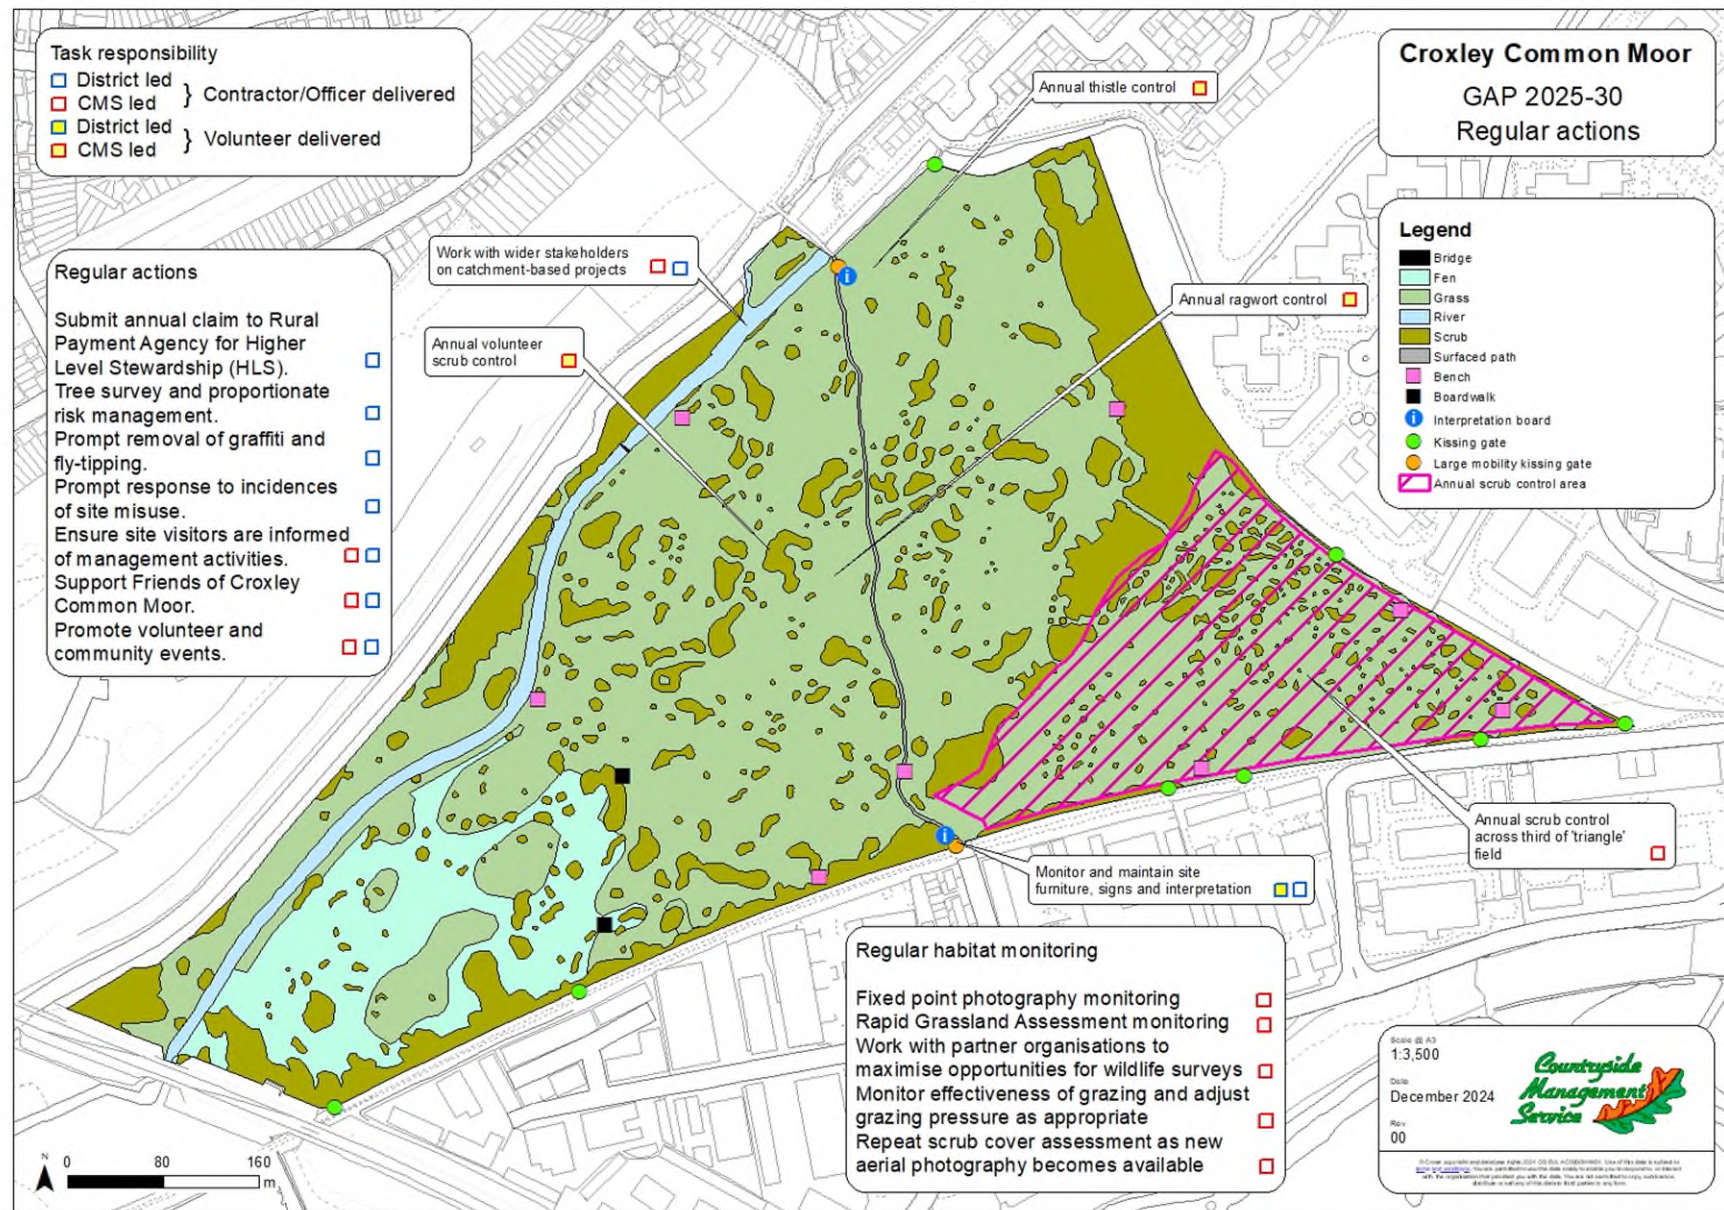 Task responsibility
District led
CMS led
} Contractor/Officer delivered
District led
CMS led
} Volunteer delivered
Croxley Common Moor
GAP 2025-30
Regular actions
Annual thistle control
Work with wider stakeholders
on catchment-based projects
Annual ragwort control
Annual volunteer
scrub control
Regular actions
Submit annual claim to Rural
Payment Agency for Higher
Level Stewardship (HLS).
Tree survey and proportionate
risk management.
Prompt removal of graffiti and
fly-tipping.
Prompt response to incidences
of site misuse.
Ensure site visitors are informed
of management activities.
Support Friends of Croxley
Common Moor.
Promote volunteer and
community events.
Legend
Bridge
Fen
Grass
River
Scrub
Surfaced path
Bench
Boardwalk
i Interpretation board
Kissing gate
Large mobility kissing gate
Annual scrub control area
i
i
Annual scrub control
across third of 'triangle'
field
Monitor and maintain site
furniture, signs and interpretation
Regular habitat monitoring
Fixed point photography monitoring
Rapid Grassland Assessment monitoring
Work with partner organisations to
maximise opportunities for wildlife surveys
Monitor effectiveness of grazing and adjust
grazing pressure as appropriate
Repeat scrub cover assessment as new
aerial photography becomes available
Scale @ A3
1:3,500
Date
December 2024
Rev
00
Countryside
Management
Service
N
0 80 160
m